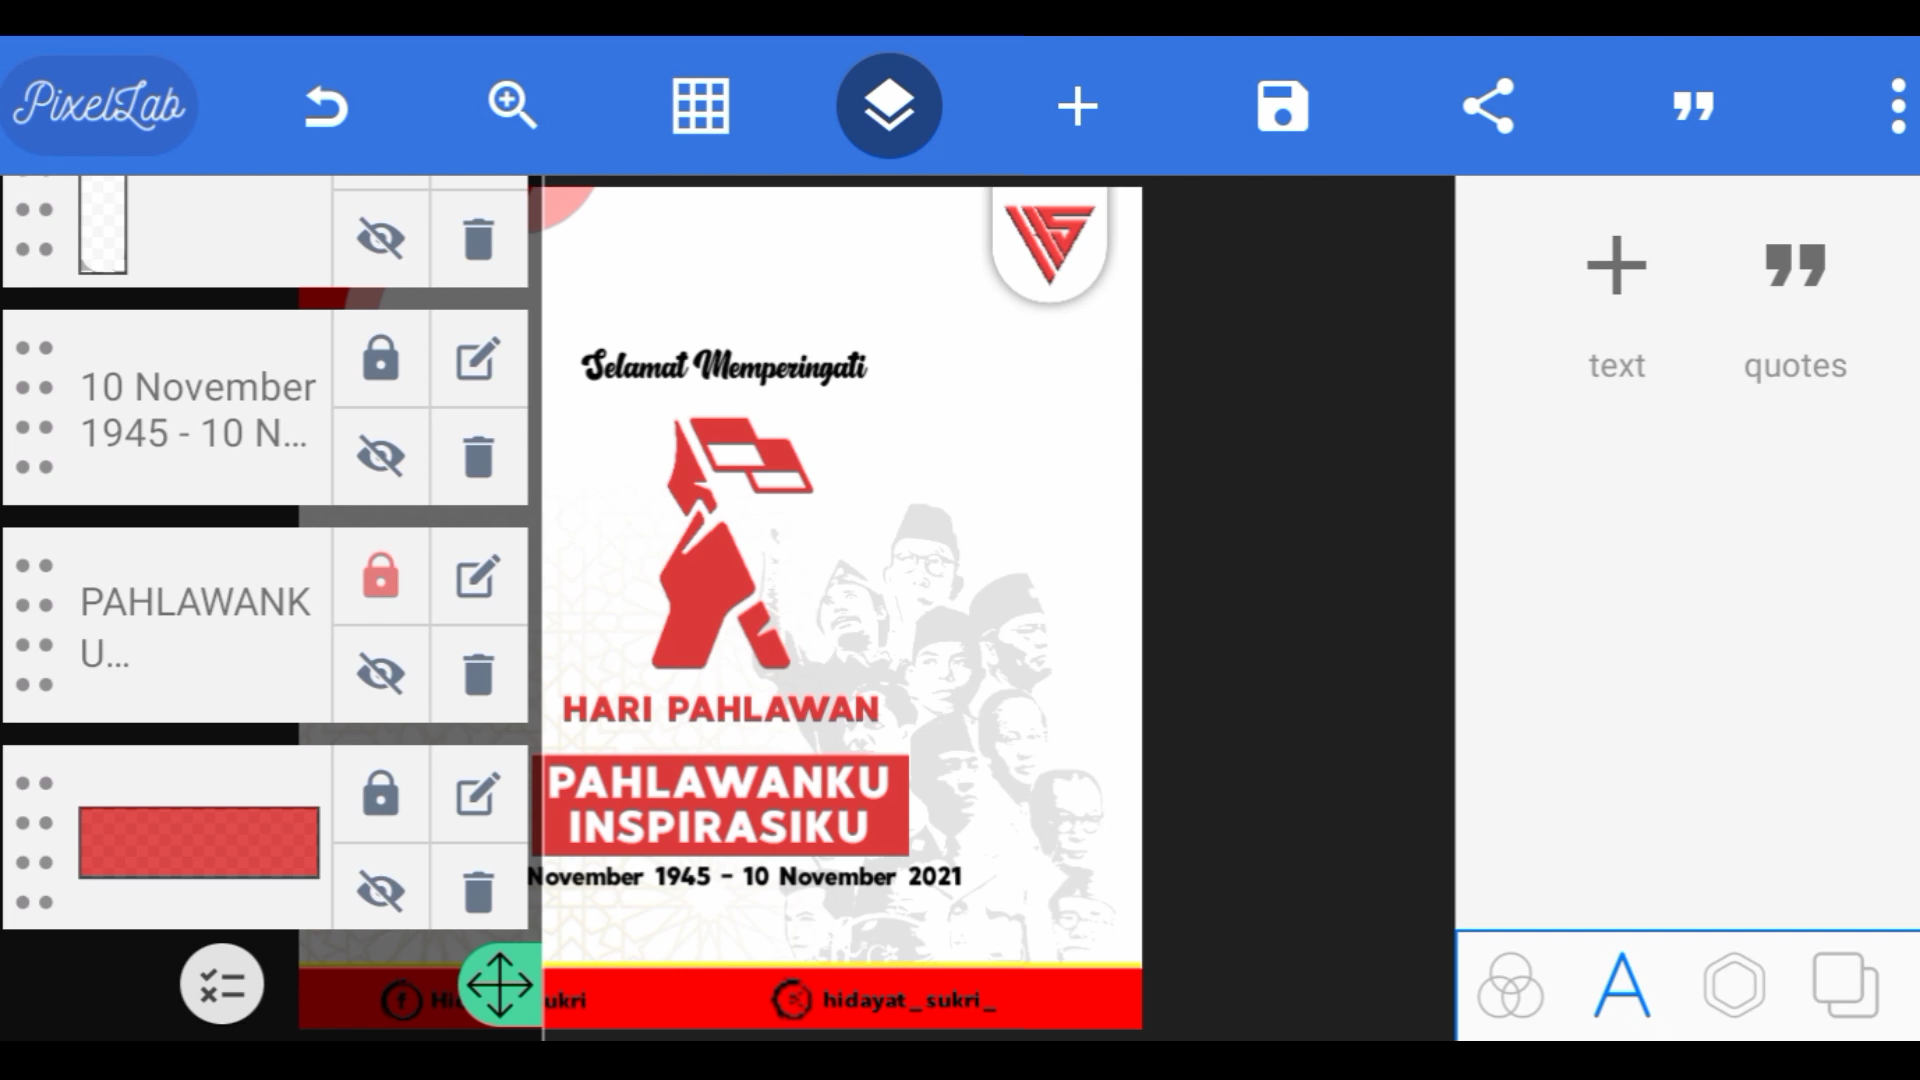 PixelLab
10 November
1945 - 10 N...
PAHLAWANK
U...
Selamat Memperingati
HARI PAHLAWAN
PAHLAWANKU
INSPIRASIKU
November 1945 - 10 November 2021
ukri
hidayat_sukri_
text
quotes